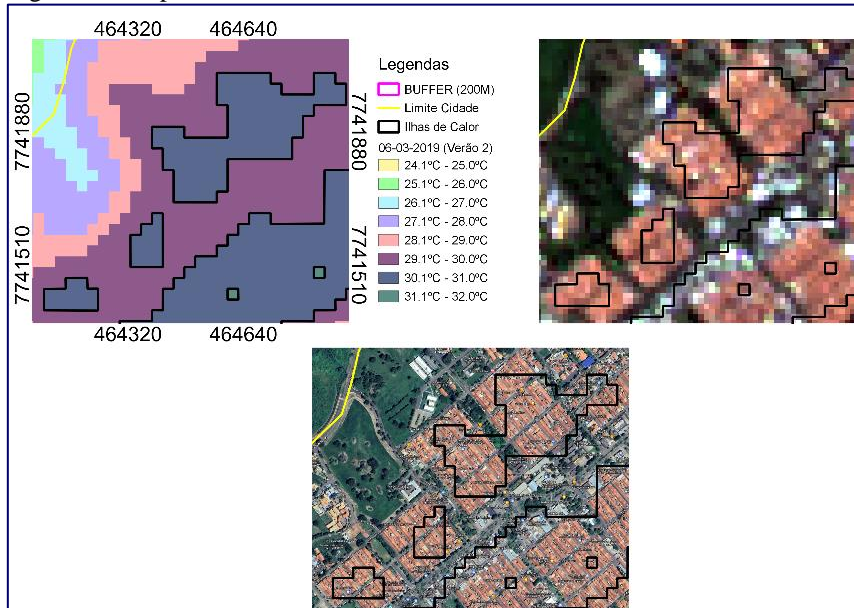 464320 464640
7741880
7741510
7741880
7741510
464320 464640
Legendas
BUFFER (200M)
Limite Cidade
Ilhas de Calor
06-03-2019 (Verão 2)
24.1ºC - 25.0ºC
25.1ºC - 26.0ºC
26.1ºC - 27.0ºC
27.1ºC - 28.0ºC
28.1ºC - 29.0ºC
29.1ºC - 30.0ºC
30.1ºC - 31.0ºC
31.1ºC - 32.0ºC